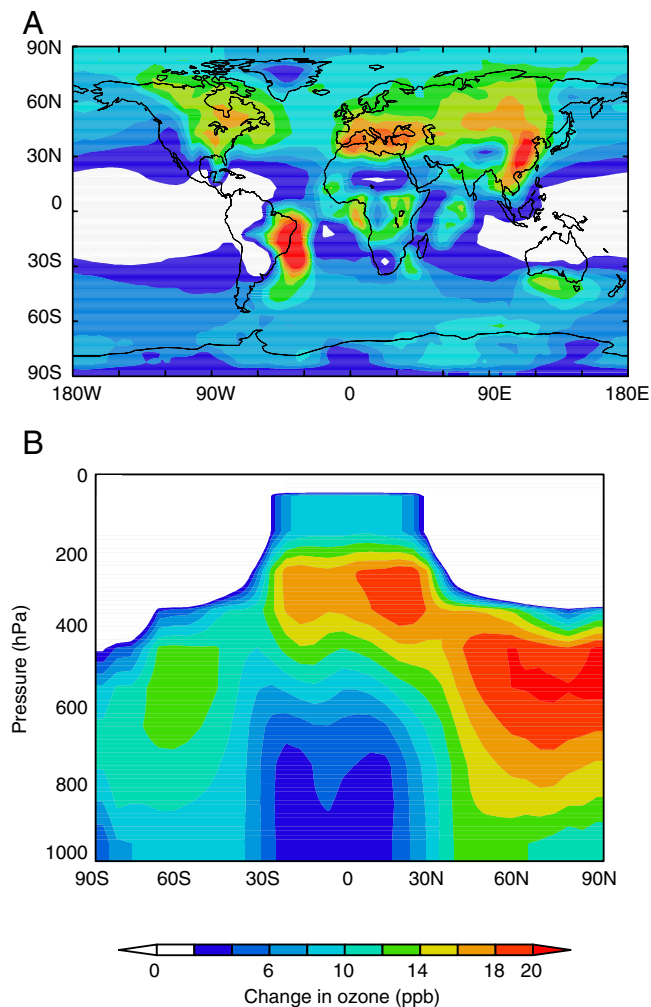 A
90N
60N
30N
0
30S
60S
90S
180W
90W
0
90E
180E
B
0
200
400
600
800
1000
Pressure (hPa)
90S
60S
30S
0
30N
60N
90N
0
6
10
14
18
20
Change in ozone (ppb)